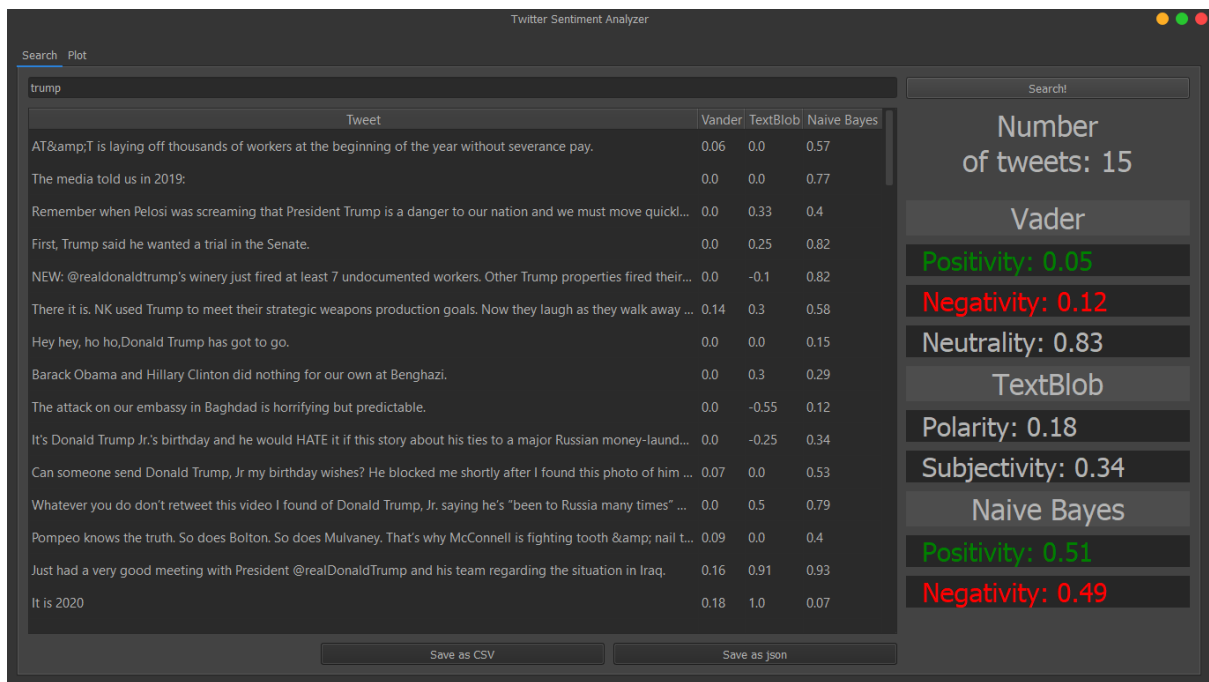 Twitter Sentiment Analyzer
Search Plot
trump
Search!
Tweet Vander TextBlob Naive Bayes
AT&amp;T is laying off thousands of workers at the beginning of the year without severance pay. 0.06 0.0 0.57
The media told us in 2019: 0.0 0.0 0.77
Remember when Pelosi was screaming that President Trump is a danger to our nation and we must move quickl... 0.0 0.33 0.4
First, Trump said he wanted a trial in the Senate. 0.0 0.25 0.82
NEW: @realdonaldtrump's winery just fired at least 7 undocumented workers. Other Trump properties fired their... 0.0 -0.1 0.82
There it is. NK used Trump to meet their strategic weapons production goals. Now they laugh as they walk away ... 0.14 0.3 0.58
Hey hey, ho ho,Donald Trump has got to go. 0.0 0.0 0.15
Barack Obama and Hillary Clinton did nothing for our own at Benghazi. 0.0 0.3 0.29
The attack on our embassy in Baghdad is horrifying but predictable. 0.0 -0.55 0.12
It's Donald Trump Jr.'s birthday and he would HATE it if this story about his ties to a major Russian money-laund... 0.0 -0.25 0.34
Can someone send Donald Trump, Jr my birthday wishes? He blocked me shortly after I found this photo of him ... 0.07 0.0 0.53
Whatever you do don't retweet this video I found of Donald Trump, Jr. saying he's "been to Russia many times" ... 0.0 0.5 0.79
Pompeo knows the truth. So does Bolton. So does Mulvaney. That's why McConnell is fighting tooth &amp; nail t... 0.09 0.0 0.4
Just had a very good meeting with President @realDonaldTrump and his team regarding the situation in Iraq. 0.16 0.91 0.93
It is 2020 0.18 1.0 0.07
Save as CSV Save as json
Number
of tweets: 15
Vader
Positivity: 0.05
Negativity: 0.12
Neutrality: 0.83
TextBlob
Polarity: 0.18
Subjectivity: 0.34
Naive Bayes
Positivity: 0.51
Negativity: 0.49